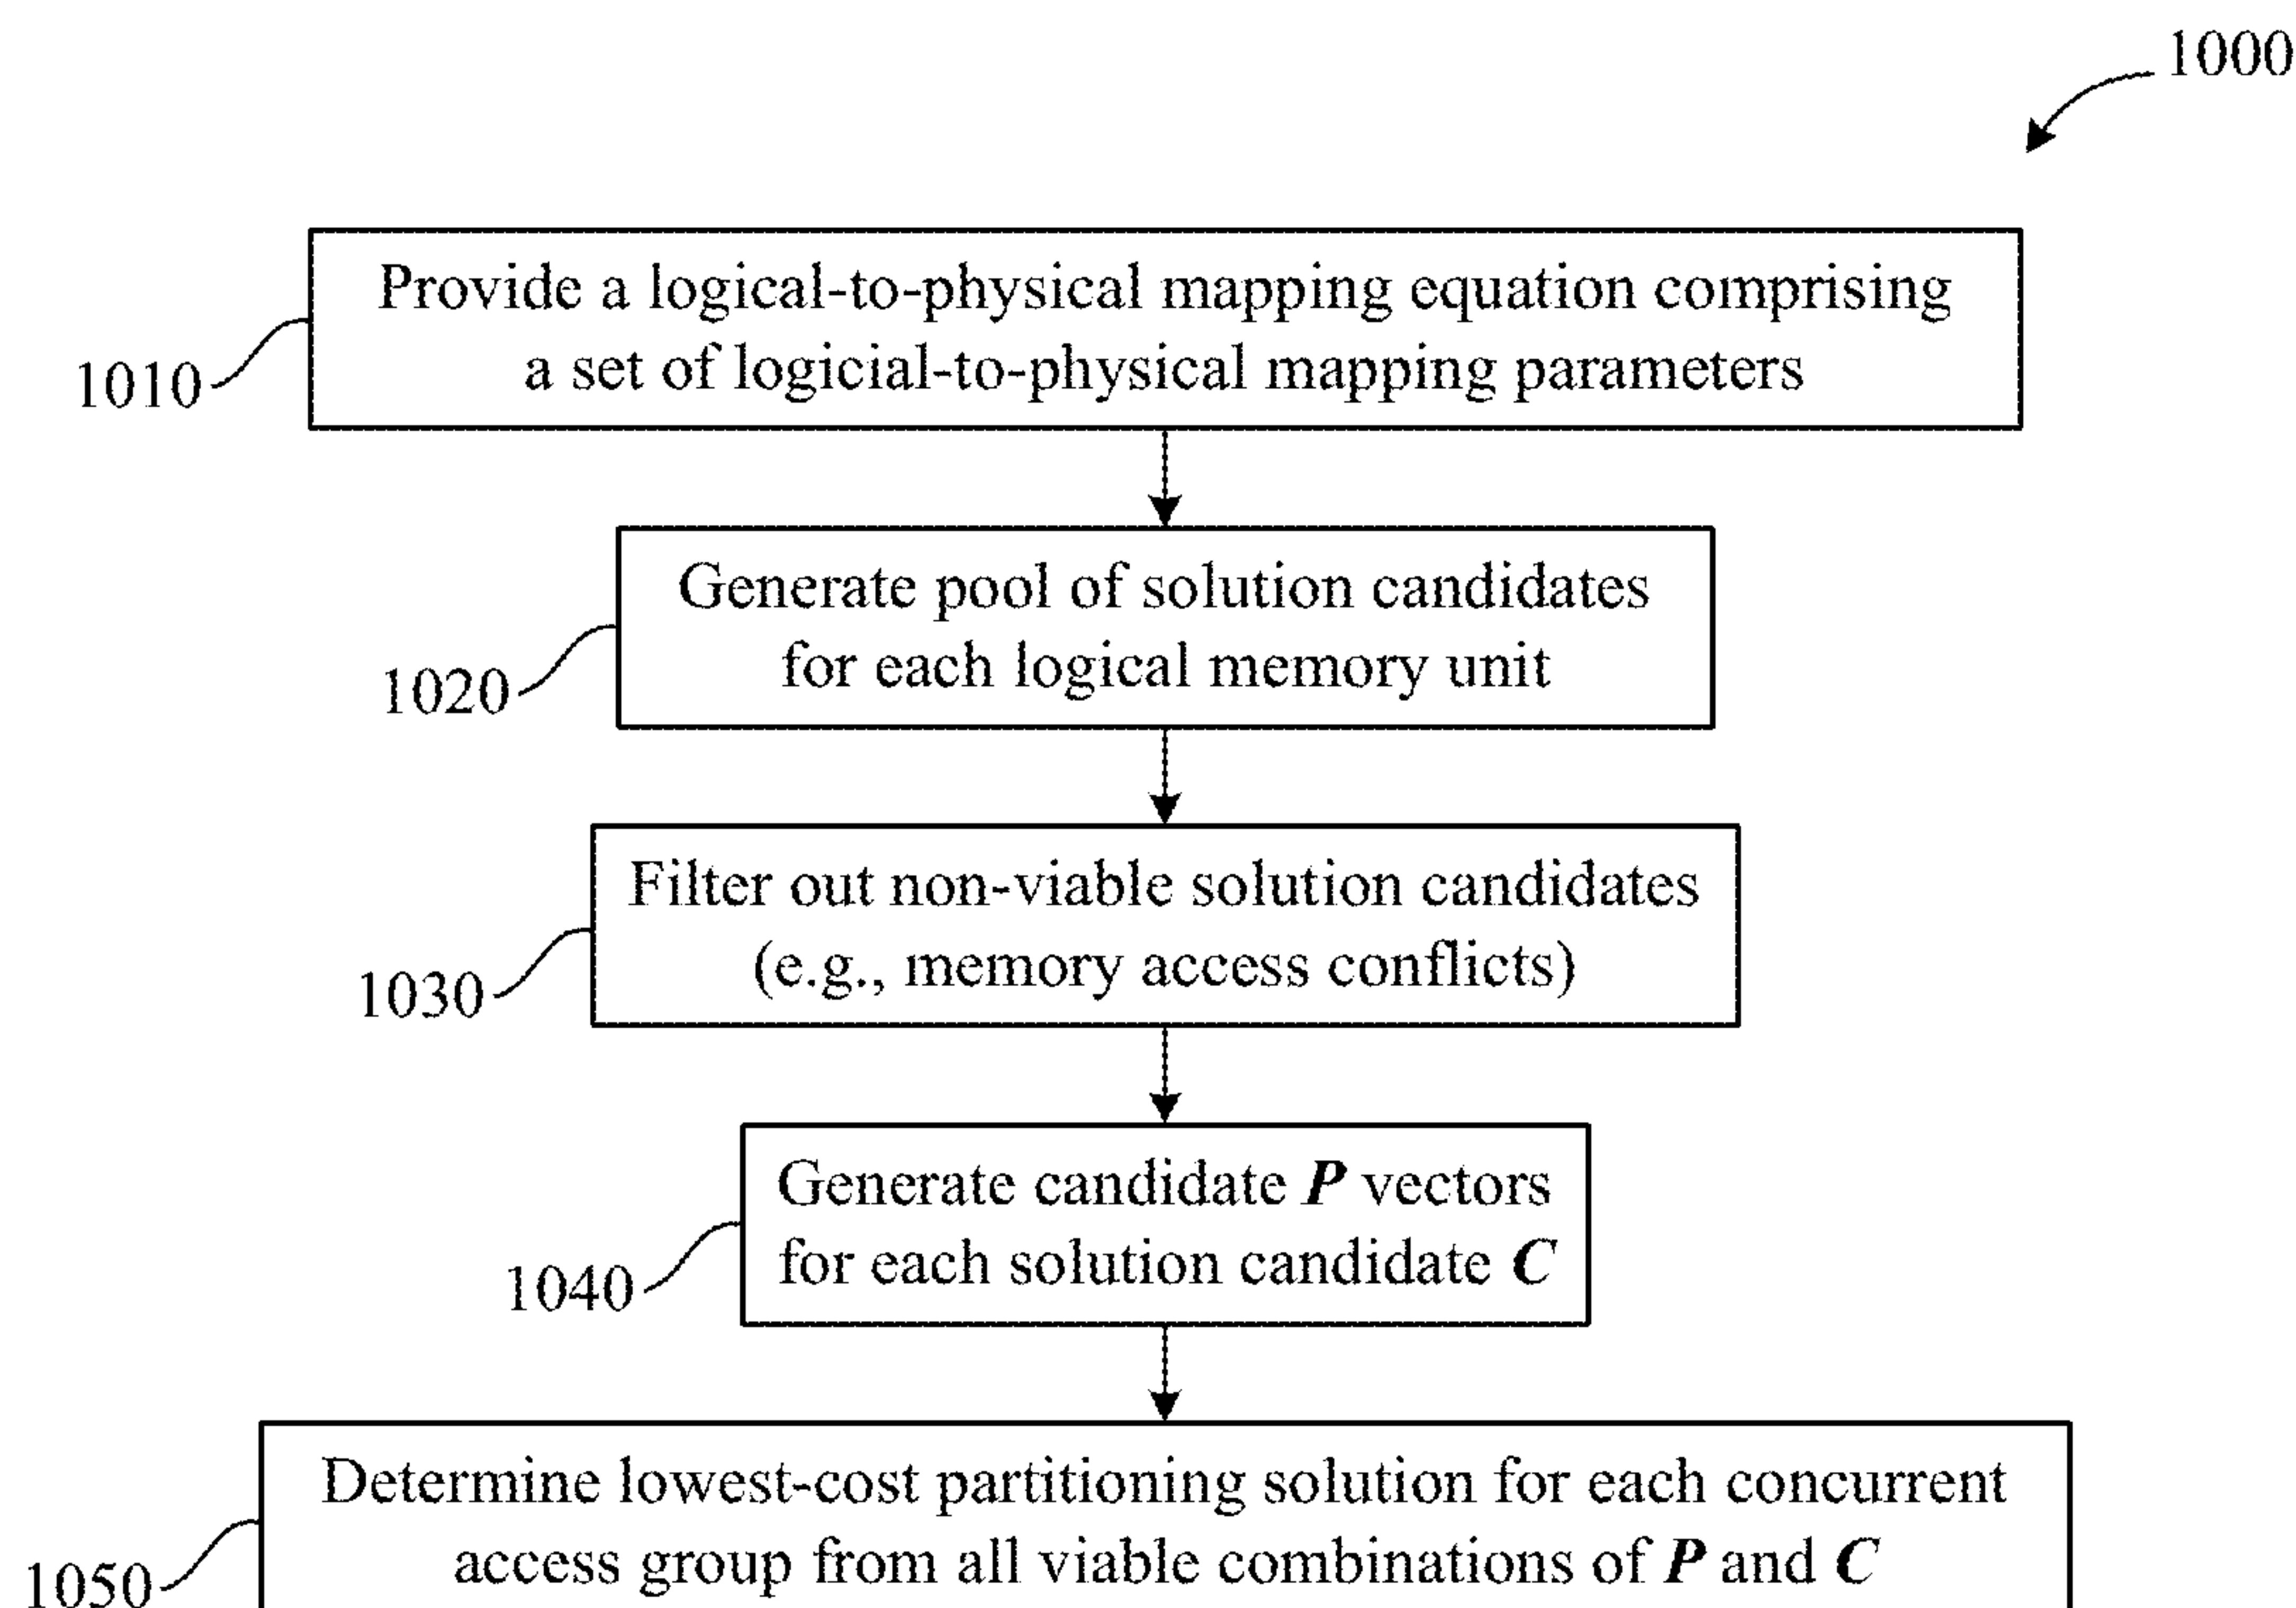 1000
Provide a logical-to-physical mapping equation comprising
a set of logicial-to-physical mapping parameters
1010
Generate pool of solution candidates
for each logical memory unit
1020
Filter out non-viable solution candidates
(e.g., memory access conflicts)
1030
Generate candidate P vectors
for each solution candidate C
1040
Determine lowest-cost partitioning solution for each concurrent
access group from all viable combinations of P and C
1050